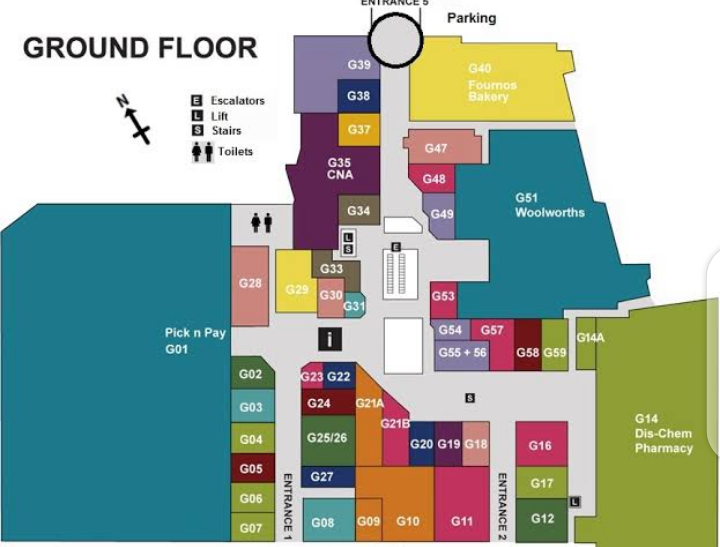 ENTRANCE 5
Parking
GROUND FLOOR
N
E Escalators
L Lift
S Stairs
Toilets
G39
G38
G37
G40
Fournos
Bakery
G35
CNA
G47
G48
G34
G49
G51
Woolworths
L
S
E
G33
G28
G29
G30
G31
G53
i
Pick n Pay
G01
G54
G57
G58
G59
G14A
G55 + 56
G02
G23
G22
G03
G24
G21A
G21B
S
G04
G25/26
G20
G19
G18
G16
G14
Dis-Chem
Pharmacy
G05
G27
G17
G06
ENTRANCE 1
ENTRANCE 2
L
G07
G08
G09
G10
G11
G12